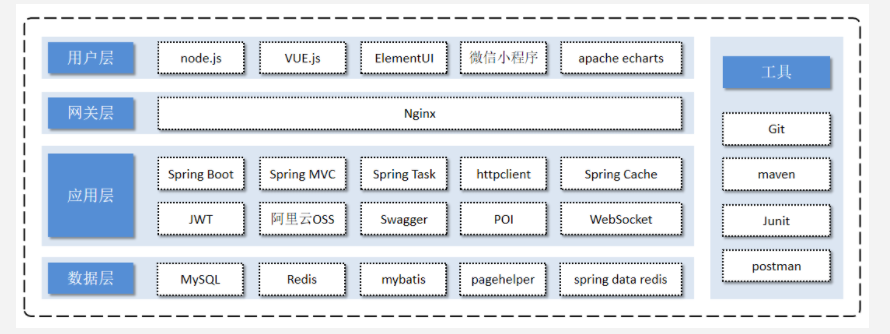 用户层
node.js
VUE.js
ElementUI
微信小程序
apache echarts
网关层
Nginx
应用层
Spring Boot
Spring MVC
Spring Task
httpclient
Spring Cache
JWT
阿里云OSS
Swagger
POI
WebSocket
数据层
MySQL
Redis
mybatis
pagehelper
spring data redis
工具
Git
maven
Junit
postman